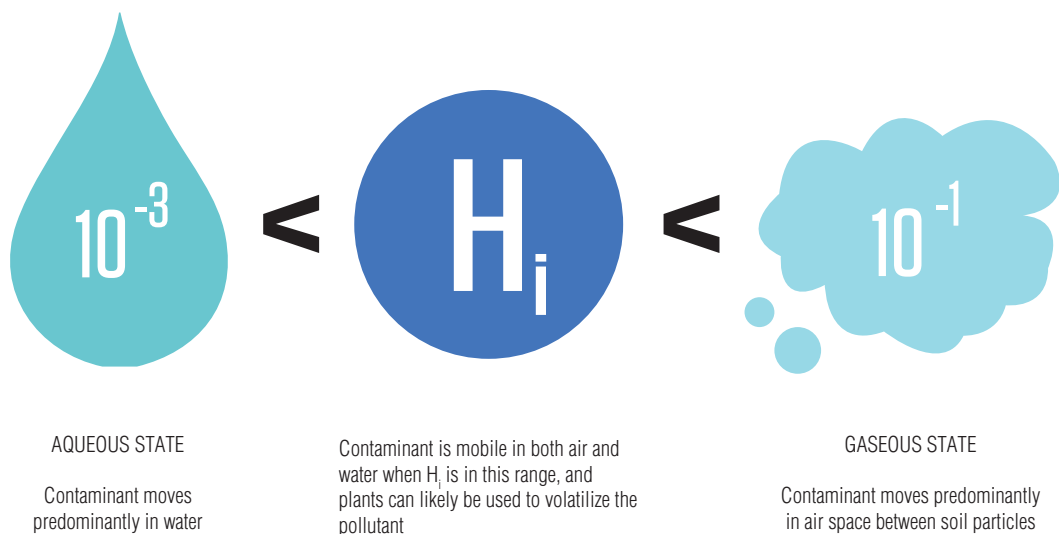 10⁻³ < Hᵢ < 10⁻¹
AQUEOUS STATE
Contaminant moves
predominantly in water
Contaminant is mobile in both air and
water when Hᵢ is in this range, and
plants can likely be used to volatilize the
pollutant
GASEOUS STATE
Contaminant moves predominantly
in air space between soil particles